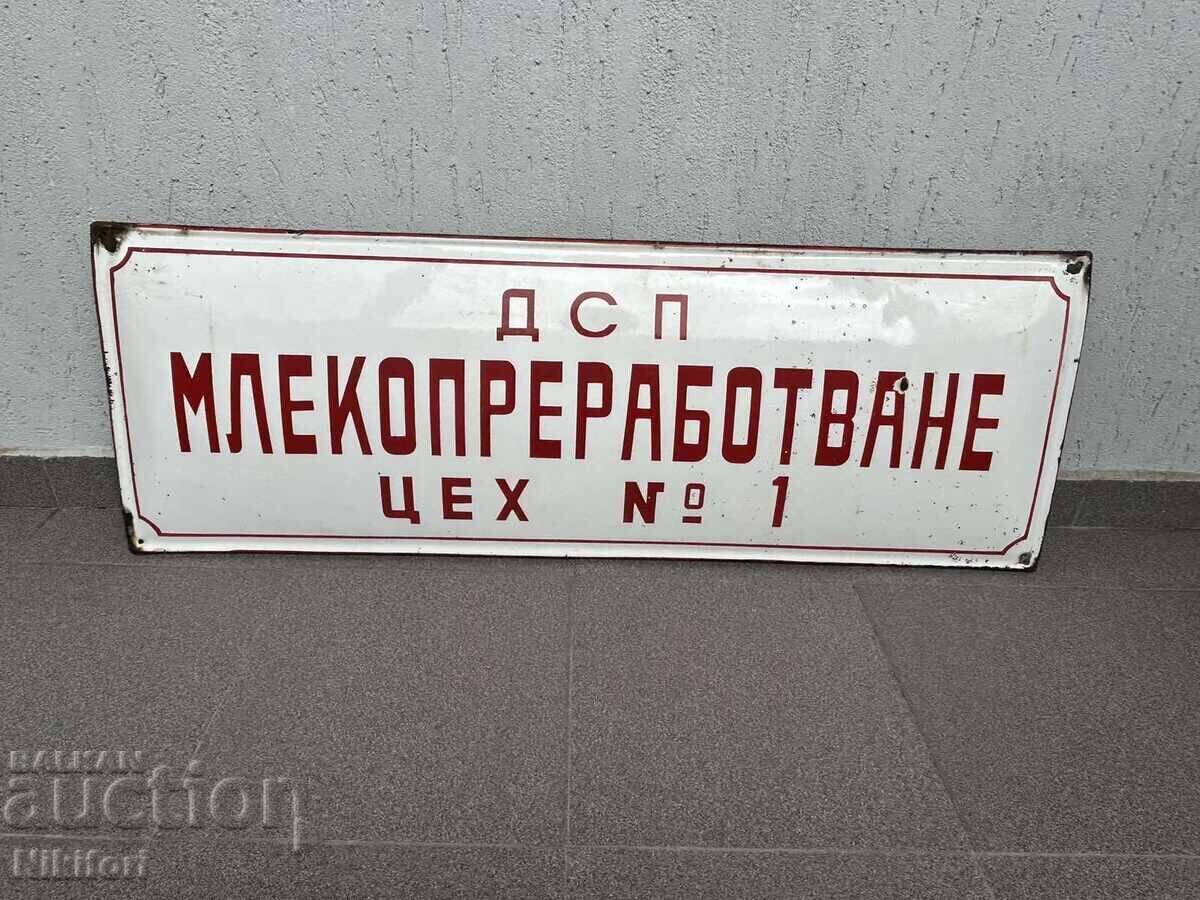 ДСП
МЛЕКОПРЕРАБОТВАНЕ
ЦЕХ № 1
BALKAN
auction
Nikifori